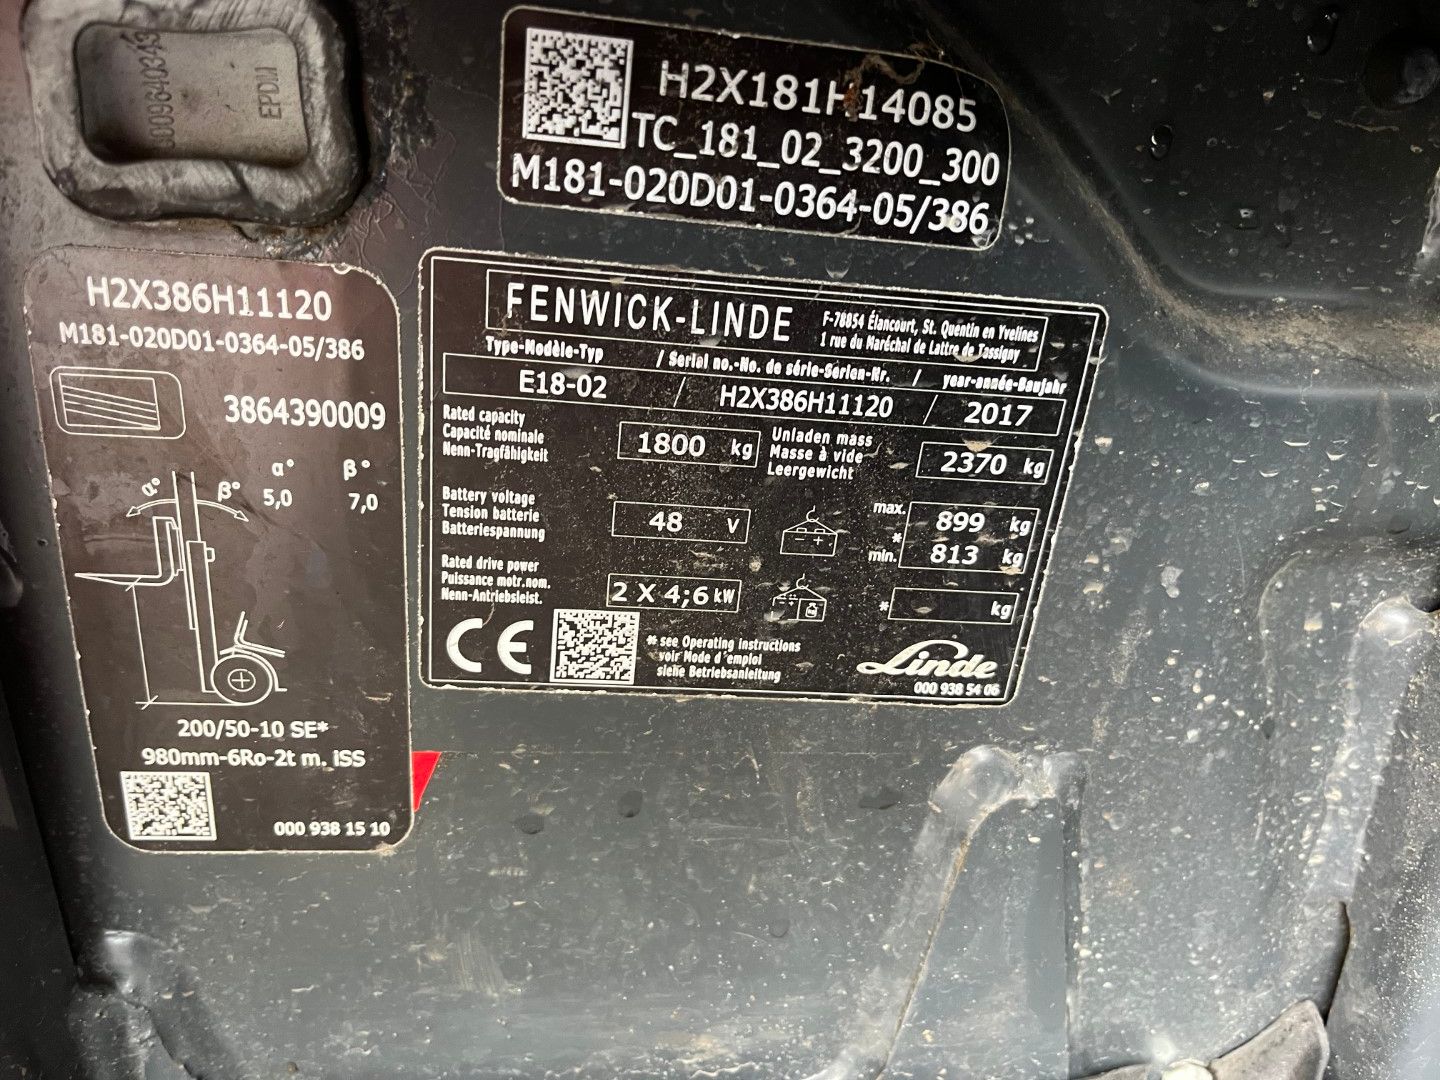 0009640343
EPDM
H2X181H14085
TC_181_02_3200_300
M181-020D01-0364-05/386
H2X386H11120
M181-020D01-0364-05/386
3864390009
α° β°
α° β° 5,0 7,0
200/50-10 SE*
980mm-6Ro-2t m. iSS
000 938 15 10
FENWICK-LINDE
F-78854 Élancourt, St. Quentin en Yvelines
1 rue du Maréchal de Lattre de Tassigny
Type-Modèle-Typ / Serial no.-No. de série-Serien-Nr. / year-année-Baujahr
E18-02 / H2X386H11120 / 2017
Rated capacity
Capacité nominale
Nenn-Tragfähigkeit
1800 kg
Unladen mass
Masse à vide
Leergewicht
2370 kg
Battery voltage
Tension batterie
Batteriespannung
48 V
max. 899 kg
*
min. 813 kg
Rated drive power
Puissance motr.nom.
Nenn-Antriebsleist.
2 X 4;6 kW
* kg
CE
* see Operating instructions
voir Mode d'emploi
siehe Betriebsanleitung
Linde
000 938 54 06